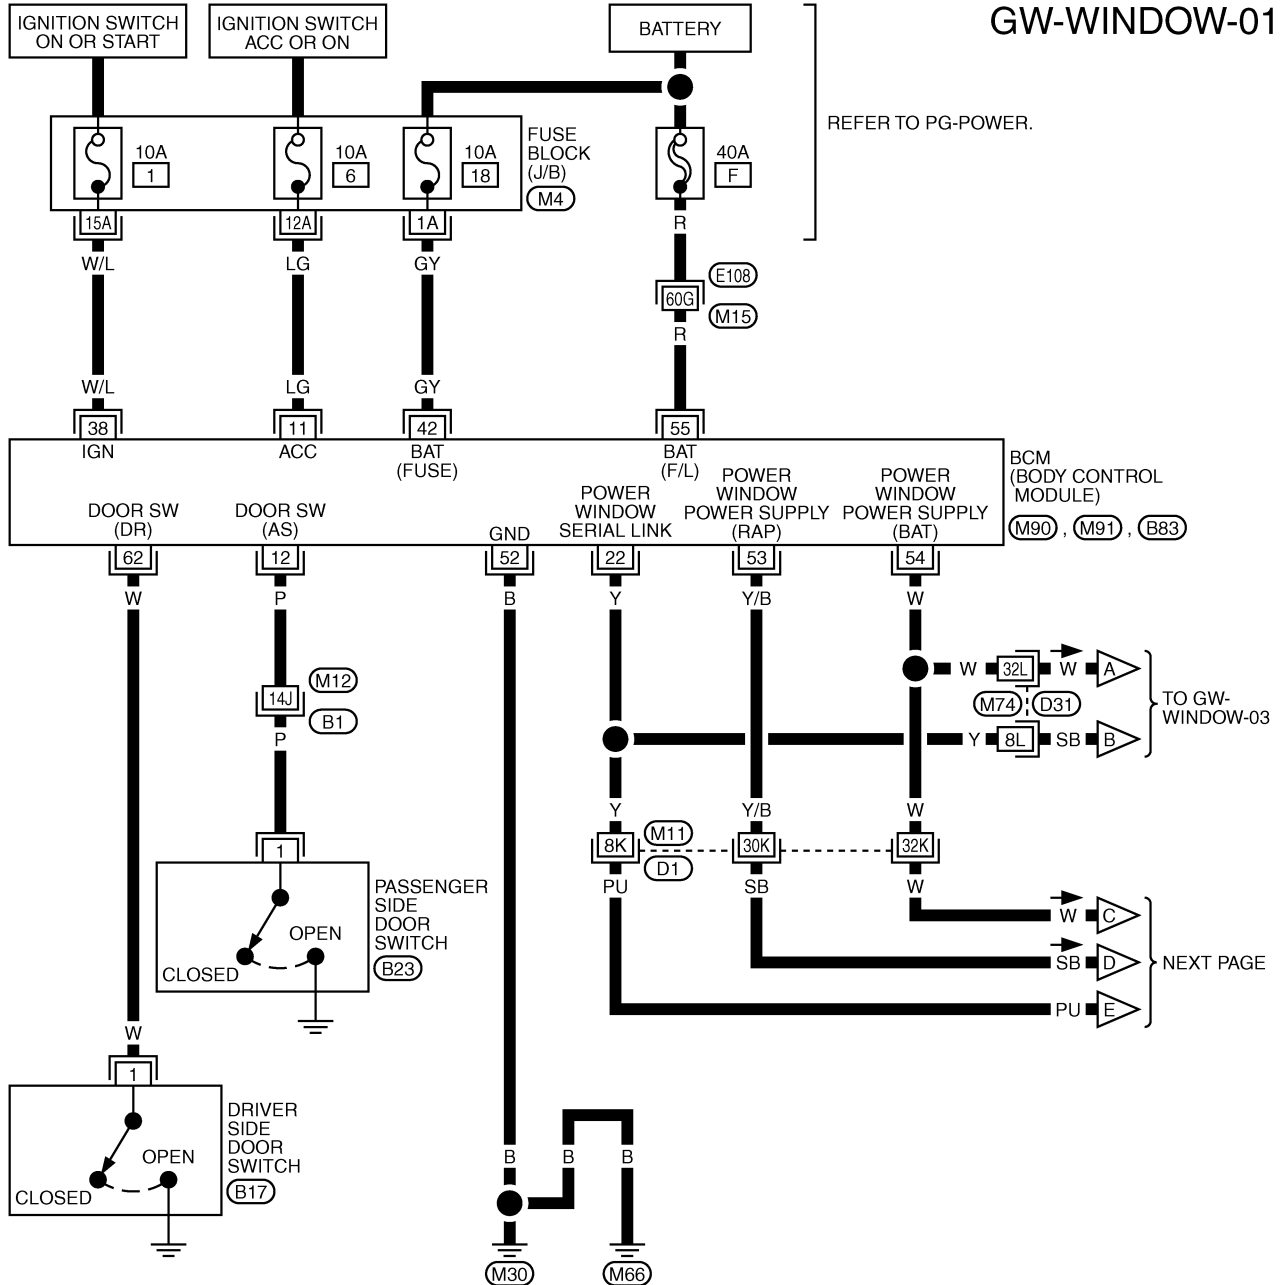 GW-WINDOW-01
IGNITION SWITCH
ON OR START
IGNITION SWITCH
ACC OR ON
BATTERY
REFER TO PG-POWER.
10A
1
10A
6
10A
18
FUSE
BLOCK
(J/B)
M4
40A
F
15A
12A
1A
R
W/L
LG
GY
E108
60G
M15
R
W/L
LG
GY
38
11
42
55
IGN
ACC
BAT
(FUSE)
BAT
(F/L)
BCM
(BODY CONTROL
MODULE)
M90 , M91 , B83
DOOR SW
(DR)
DOOR SW
(AS)
GND
POWER
WINDOW
SERIAL LINK
POWER
WINDOW
POWER SUPPLY
(RAP)
POWER
WINDOW
POWER SUPPLY
(BAT)
62
12
52
22
53
54
W
P
B
Y
Y/B
W
W
32L
W
A
M12
14J
B1
M74
D31
TO GW-
WINDOW-03
P
Y
8L
SB
B
Y
Y/B
W
8K
M11
D1
30K
32K
PU
SB
W
1
PASSENGER
SIDE
DOOR
SWITCH
B23
OPEN
CLOSED
W
C
SB
D
NEXT PAGE
PU
E
W
1
DRIVER
SIDE
DOOR
SWITCH
B17
OPEN
CLOSED
B
B
B
M30
M66